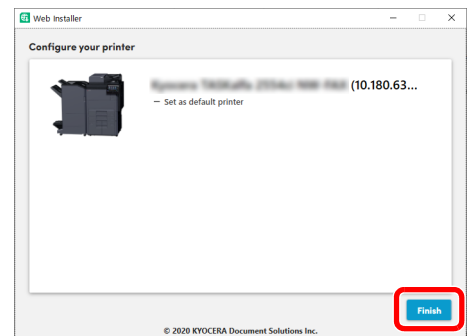 Web Installer
Configure your printer
(10.180.63...
— Set as default printer
Finish
© 2020 KYOCERA Document Solutions Inc.